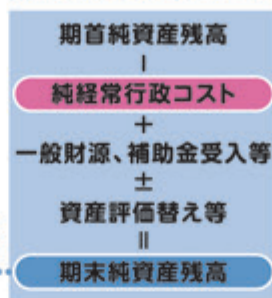 期首純資産残高
－
純経常行政コスト
＋
一般財源、補助金受入等
±
資産評価替え等
＝
期末純資産残高